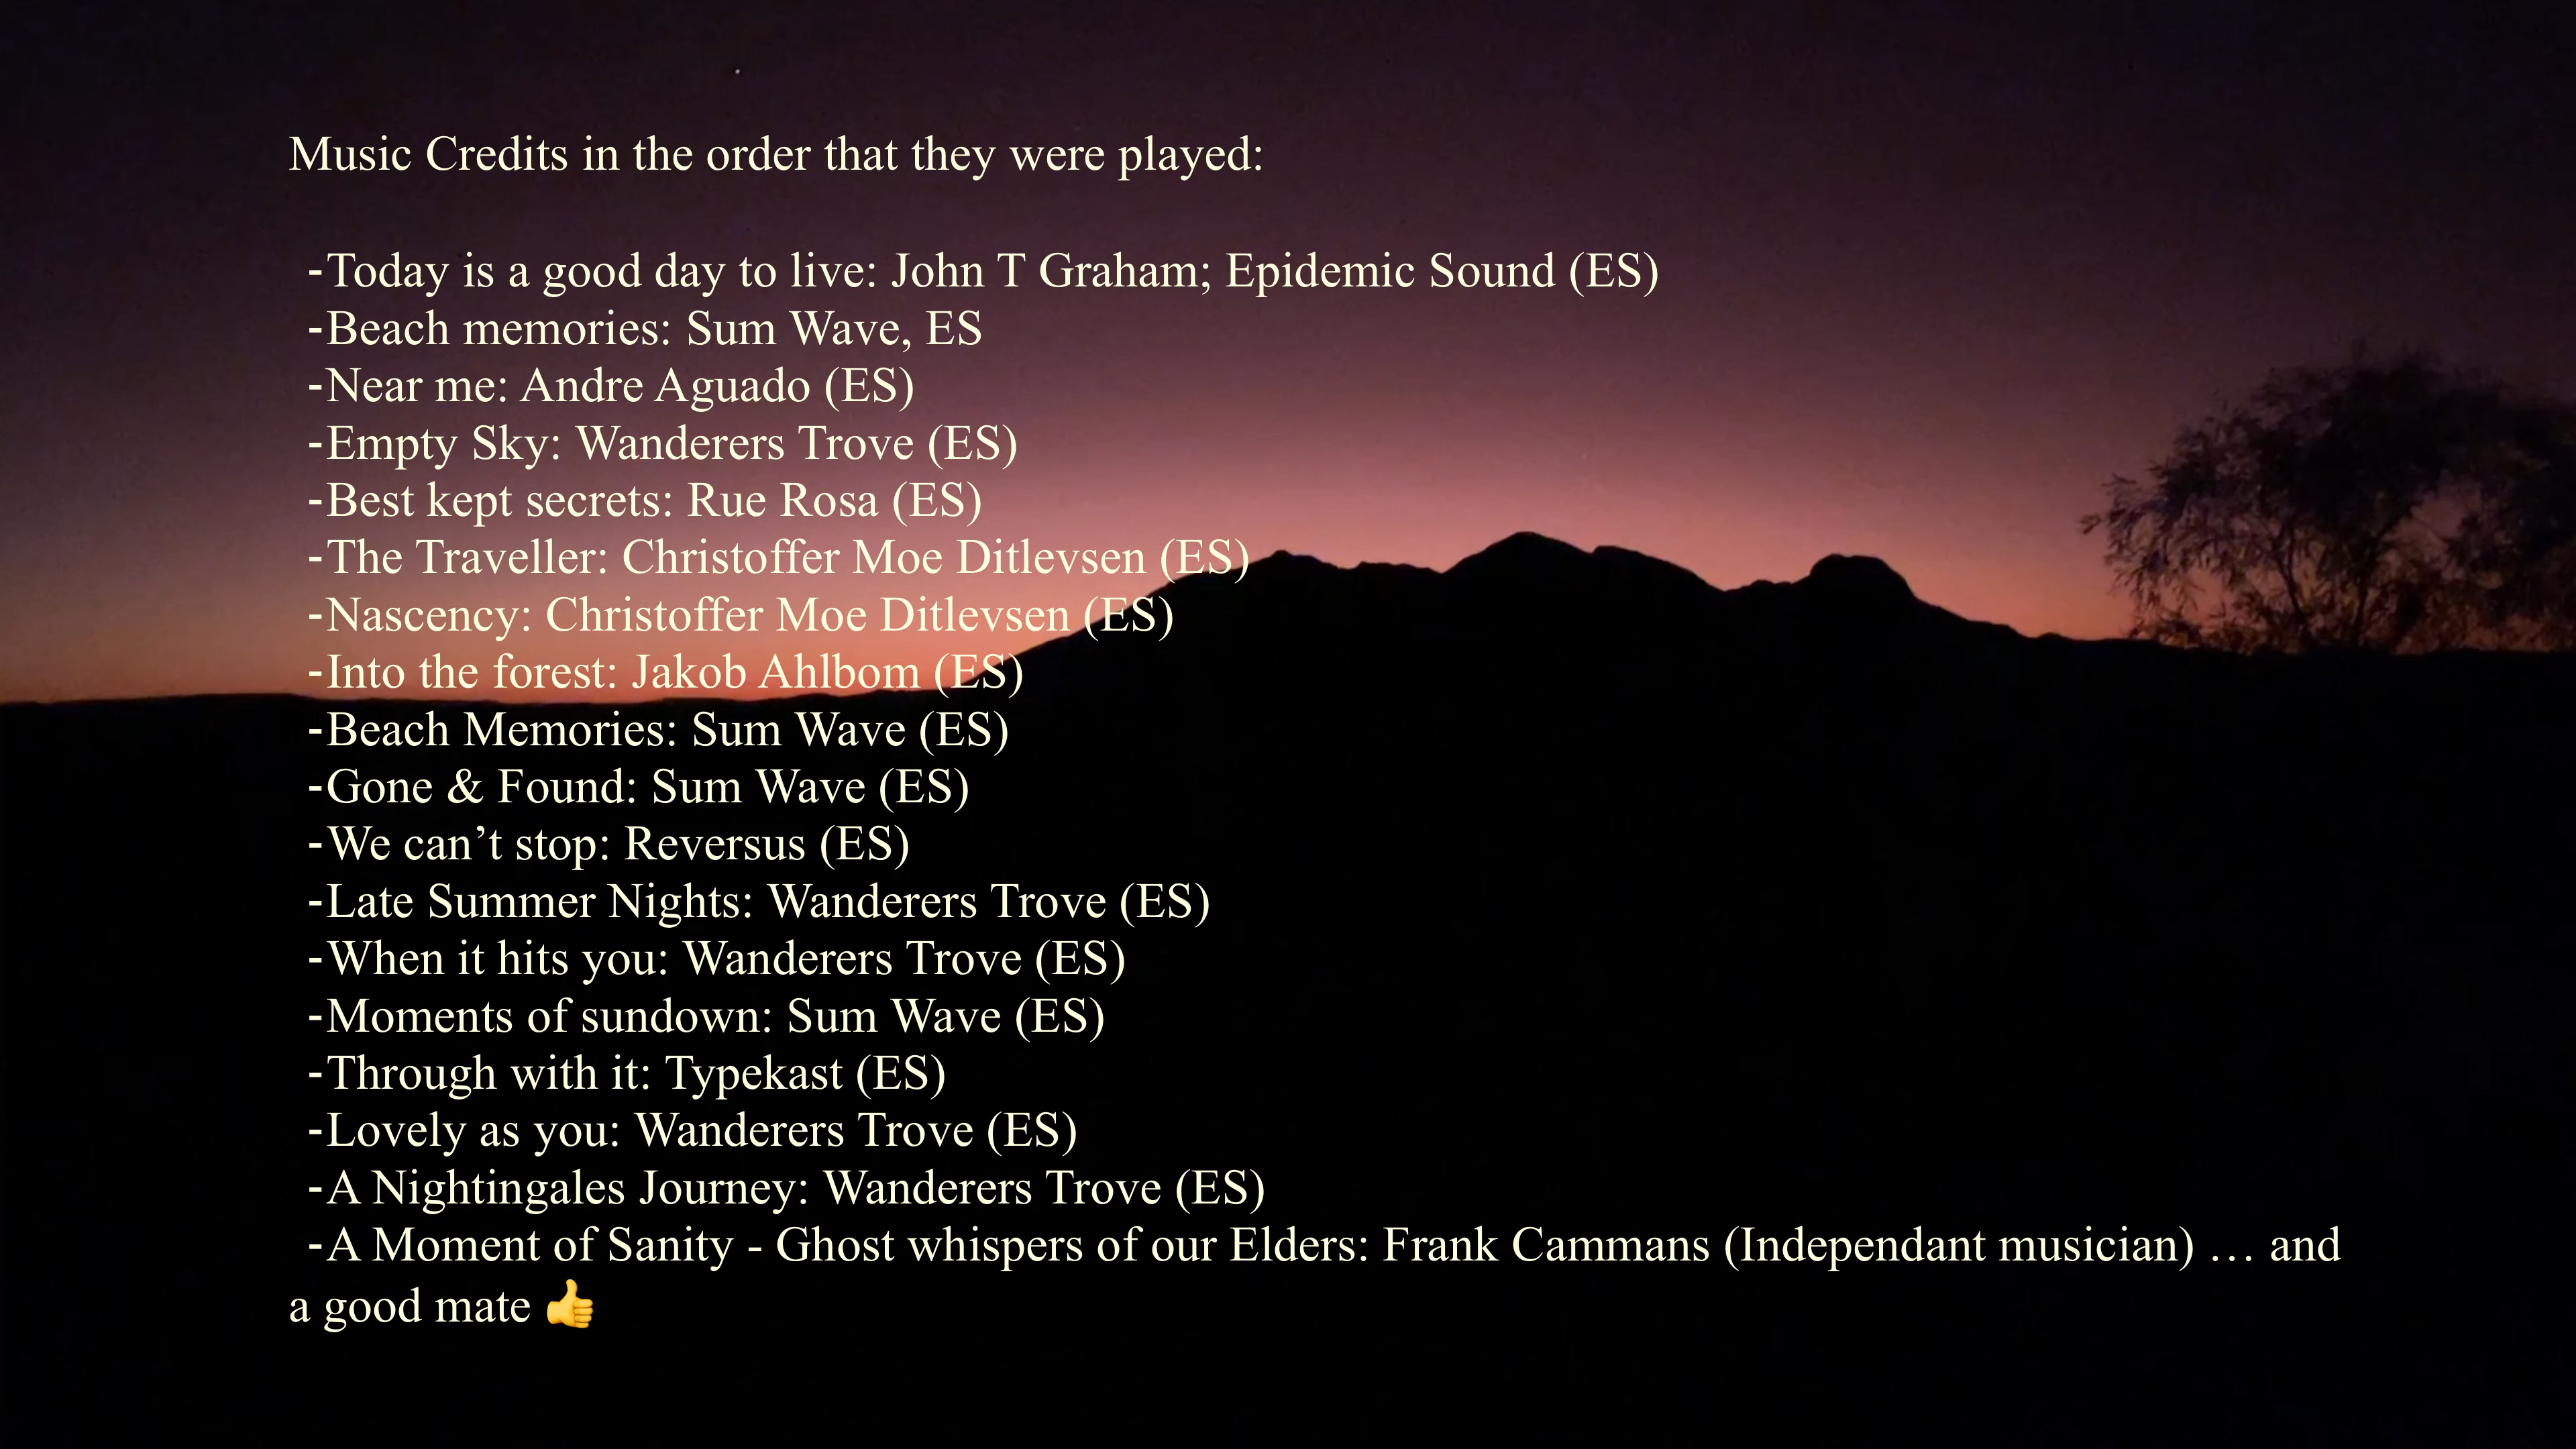 Music Credits in the order that they were played:
-Today is a good day to live: John T Graham; Epidemic Sound (ES)
-Beach memories: Sum Wave, ES
-Near me: Andre Aguado (ES)
-Empty Sky: Wanderers Trove (ES)
-Best kept secrets: Rue Rosa (ES)
-The Traveller: Christoffer Moe Ditlevsen (ES)
-Nascency: Christoffer Moe Ditlevsen (ES)
-Into the forest: Jakob Ahlbom (ES)
-Beach Memories: Sum Wave (ES)
-Gone & Found: Sum Wave (ES)
-We can’t stop: Reversus (ES)
-Late Summer Nights: Wanderers Trove (ES)
-When it hits you: Wanderers Trove (ES)
-Moments of sundown: Sum Wave (ES)
-Through with it: Typekast (ES)
-Lovely as you: Wanderers Trove (ES)
-A Nightingales Journey: Wanderers Trove (ES)
-A Moment of Sanity - Ghost whispers of our Elders: Frank Cammans (Independant musician) … and
a good mate 👍